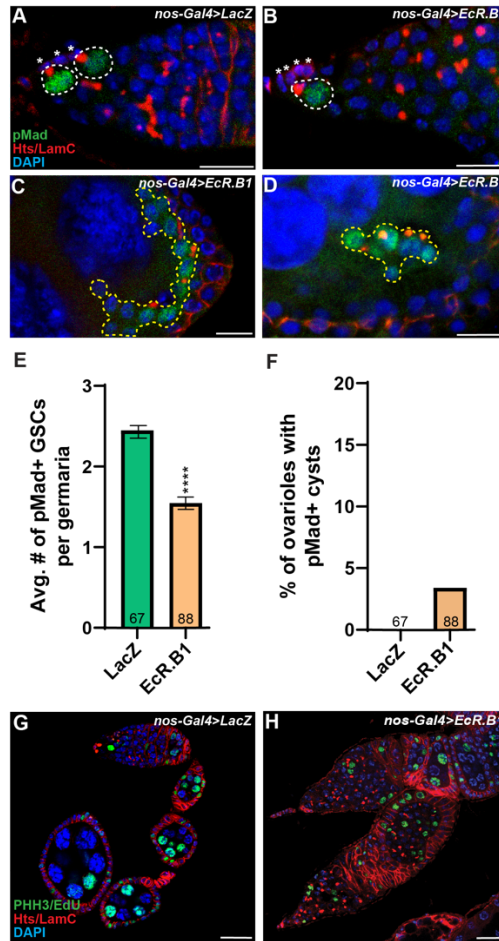 A nos-Gal4>LacZ
* * *
pMad
Hts/LamC
DAPI
B nos-Gal4>EcR.B
* * * *
C nos-Gal4>EcR.B1
D nos-Gal4>EcR.B
E
Avg. # of pMad+ GSCs
per germaria
3
2
1
0
****
67
88
LacZ
EcR.B1
F
% of ovarioles with
pMad+ cysts
20
15
10
5
0
67
88
LacZ
EcR.B1
G nos-Gal4>LacZ
PHH3/EdU
Hts/LamC
DAPI
H nos-Gal4>EcR.B1